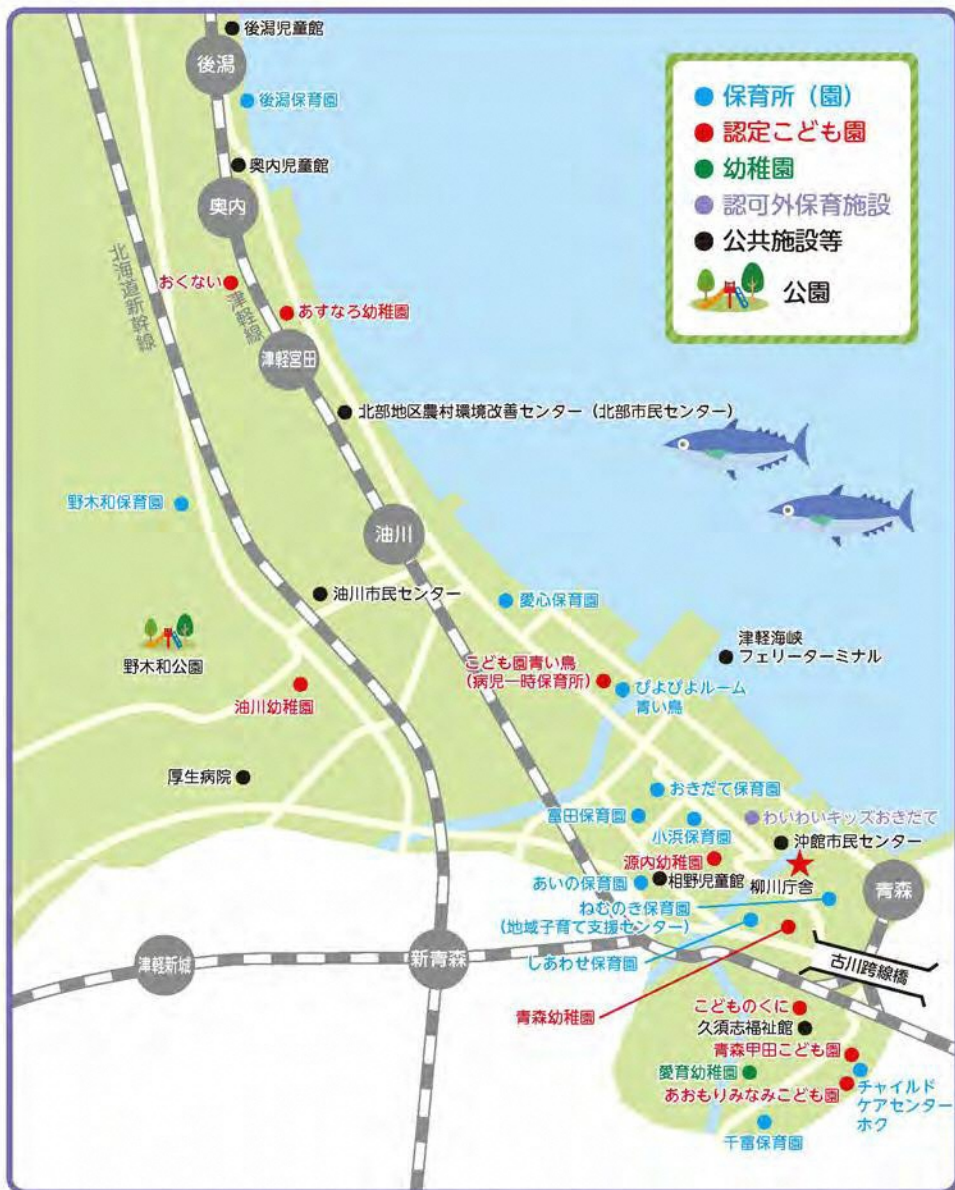 後潟児童館
後潟
後潟保育園
奥内児童館
奥内
北海道新幹線
おくない
津軽線
あすなろ幼稚園
津軽宮田
北部地区農村環境改善センター（北部市民センター）
保育所（園）
認定こども園
幼稚園
認可外保育施設
公共施設等
公園
野木和保育園
油川
油川市民センター
愛心保育園
野木和公園
油川幼稚園
こども園青い鳥
（病児一時保育所）
ぴよぴよルーム
青い鳥
津軽海峡
フェリーターミナル
厚生病院
おきだて保育園
富田保育園
小浜保育園
わいわいキッズおきだて
沖館市民センター
源内幼稚園
柳川庁舎
あいの保育園
相野児童館
青森
ねむのき保育園
（地域子育て支援センター）
しあわせ保育園
津軽新城
新青森
古川跨線橋
青森幼稚園
こどものくに
久須志福祉館
青森甲田こども園
愛育幼稚園
あおもりみなみこども園
チャイルド
ケアセンター
ホク
千富保育園